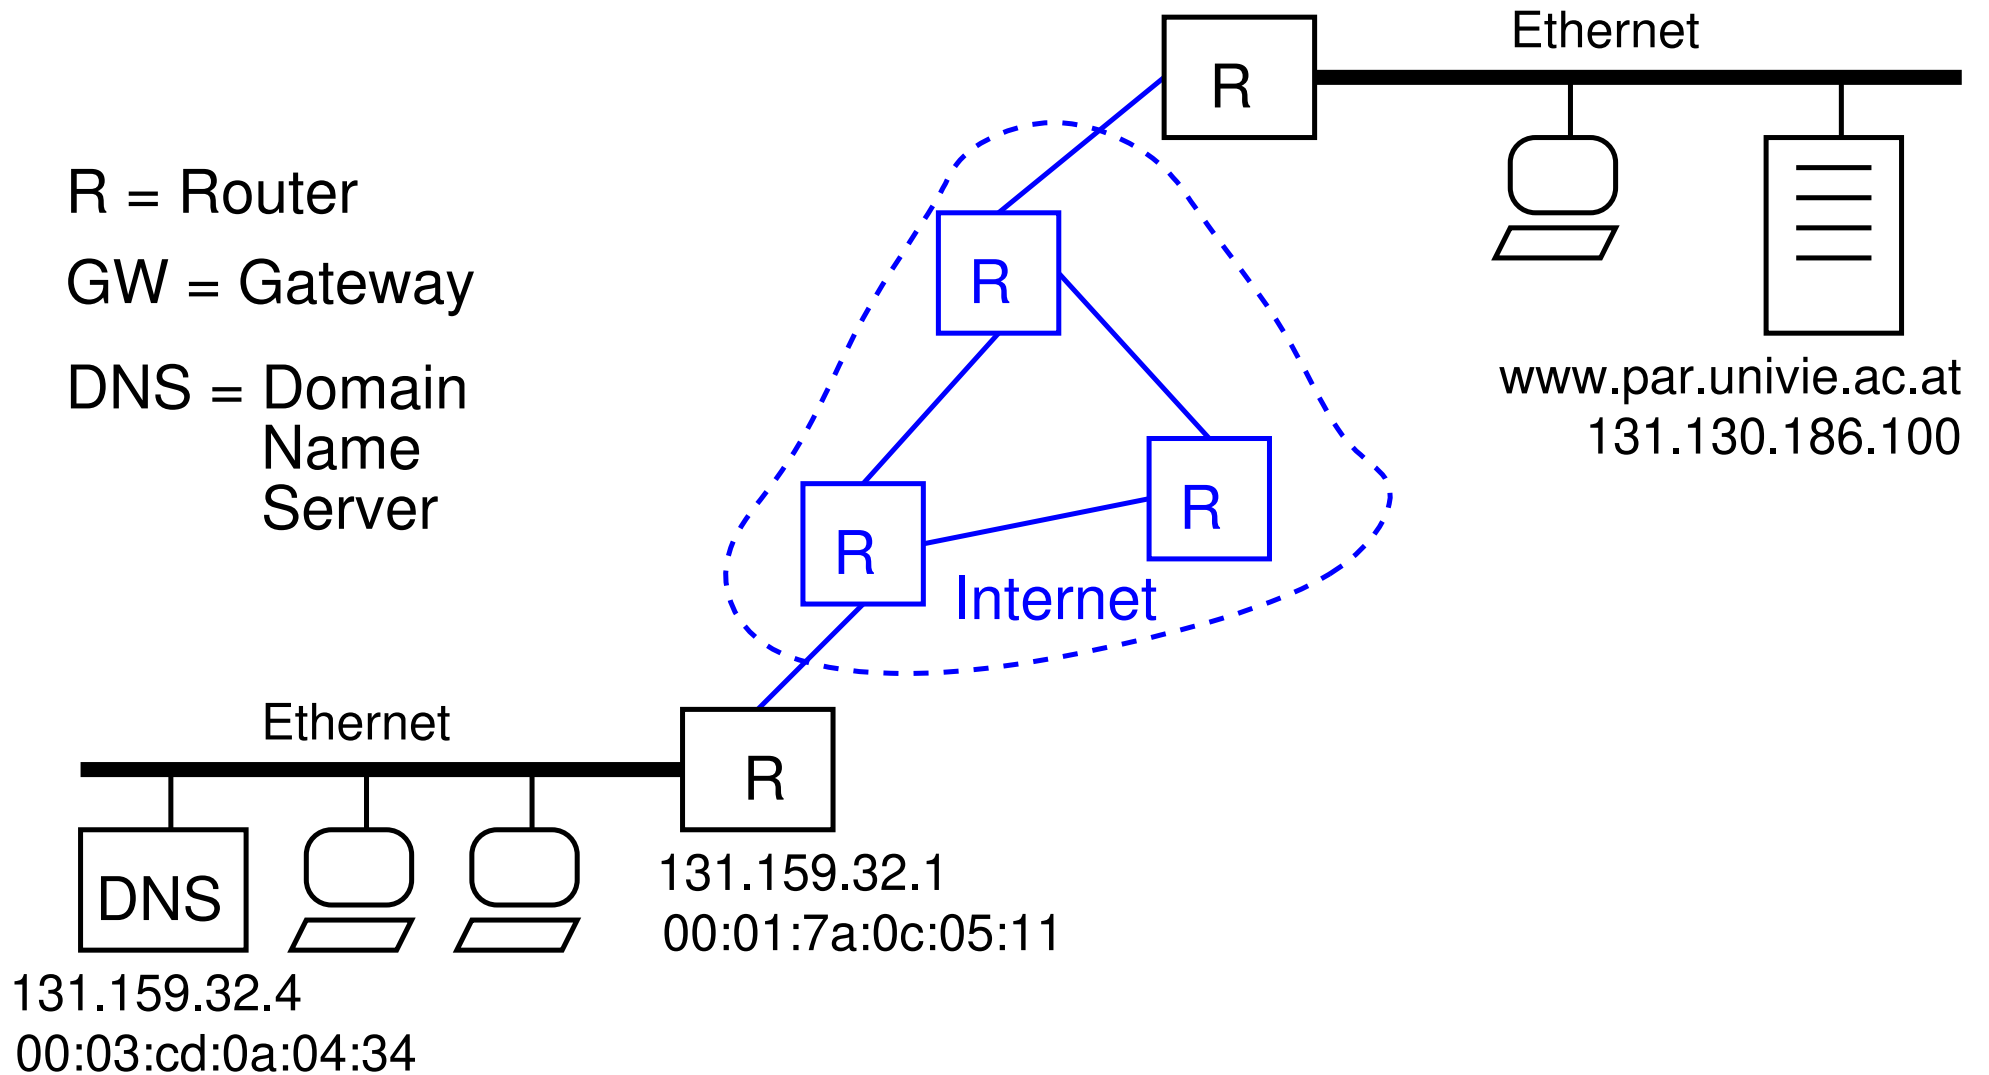 Ethernet
R
R = Router
GW = Gateway
DNS = Domain
Name
Server
R
www.par.univie.ac.at
131.130.186.100
R
R
Internet
Ethernet
R
DNS
131.159.32.1
00:01:7a:0c:05:11
131.159.32.4
00:03:cd:0a:04:34